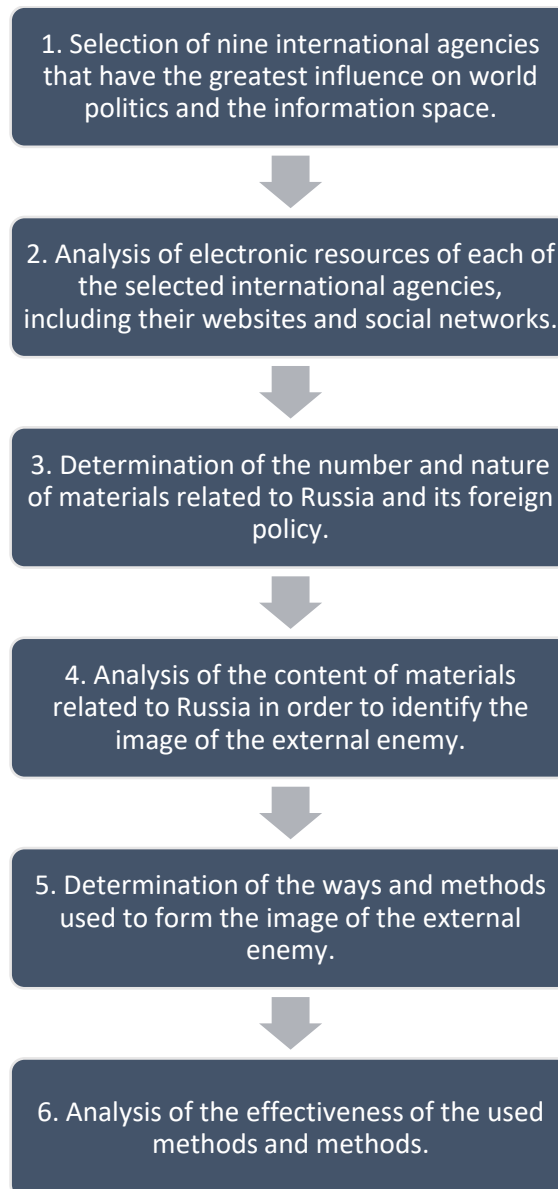 1. Selection of nine international agencies
that have the greatest influence on world
politics and the information space.
2. Analysis of electronic resources of each of
the selected international agencies,
including their websites and social networks.
3. Determination of the number and nature
of materials related to Russia and its foreign
policy.
4. Analysis of the content of materials
related to Russia in order to identify the
image of the external enemy.
5. Determination of the ways and methods
used to form the image of the external
enemy.
6. Analysis of the effectiveness of the used
methods and methods.